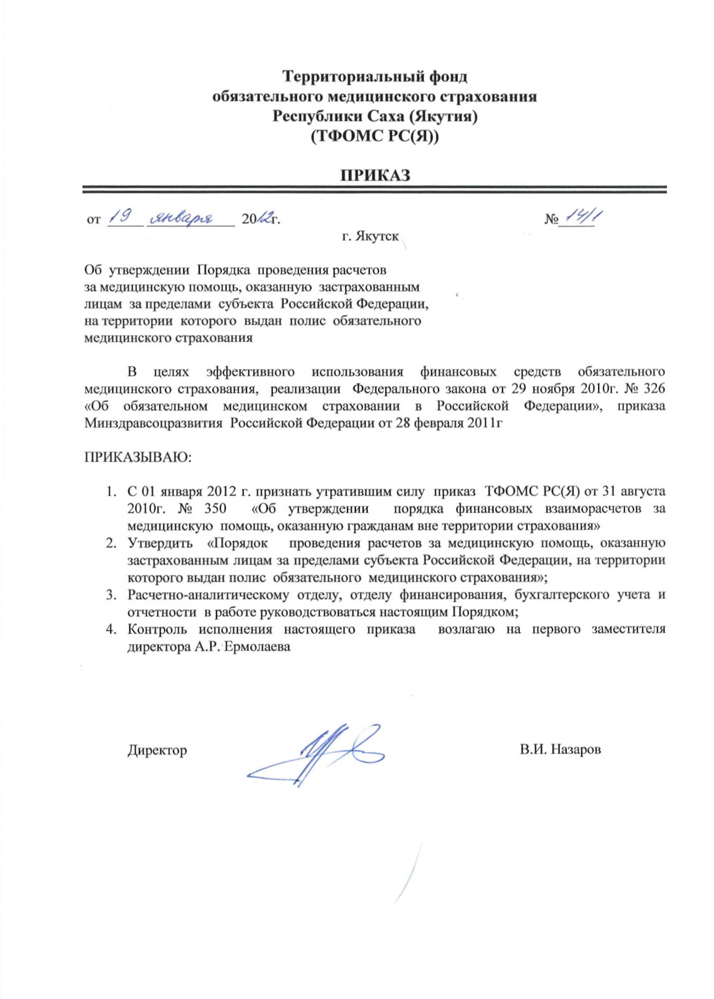 Территориальный фонд
обязательного медицинского страхования
Республики Саха (Якутия)
(ТФОМС РС(Я))
ПРИКАЗ
от 19 января 2012г. № 14/1
г. Якутск
Об утверждении Порядка проведения расчетов
за медицинскую помощь, оказанную застрахованным
лицам за пределами субъекта Российской Федерации,
на территории которого выдан полис обязательного
медицинского страхования
В целях эффективного использования финансовых средств обязательного
медицинского страхования, реализации Федерального закона от 29 ноября 2010г. № 326
«Об обязательном медицинском страховании в Российской Федерации», приказа
Минздравсоцразвития Российской Федерации от 28 февраля 2011г
ПРИКАЗЫВАЮ:
1. С 01 января 2012 г. признать утратившим силу приказ ТФОМС РС(Я) от 31 августа
2010г. № 350 «Об утверждении порядка финансовых взаиморасчетов за
медицинскую помощь, оказанную гражданам вне территории страхования»
2. Утвердить «Порядок проведения расчетов за медицинскую помощь, оказанную
застрахованным лицам за пределами субъекта Российской Федерации, на территории
которого выдан полис обязательного медицинского страхования»;
3. Расчетно-аналитическому отделу, отделу финансирования, бухгалтерского учета и
отчетности в работе руководствоваться настоящим Порядком;
4. Контроль исполнения настоящего приказа возлагаю на первого заместителя
директора А.Р. Ермолаева
Директор В.И. Назаров